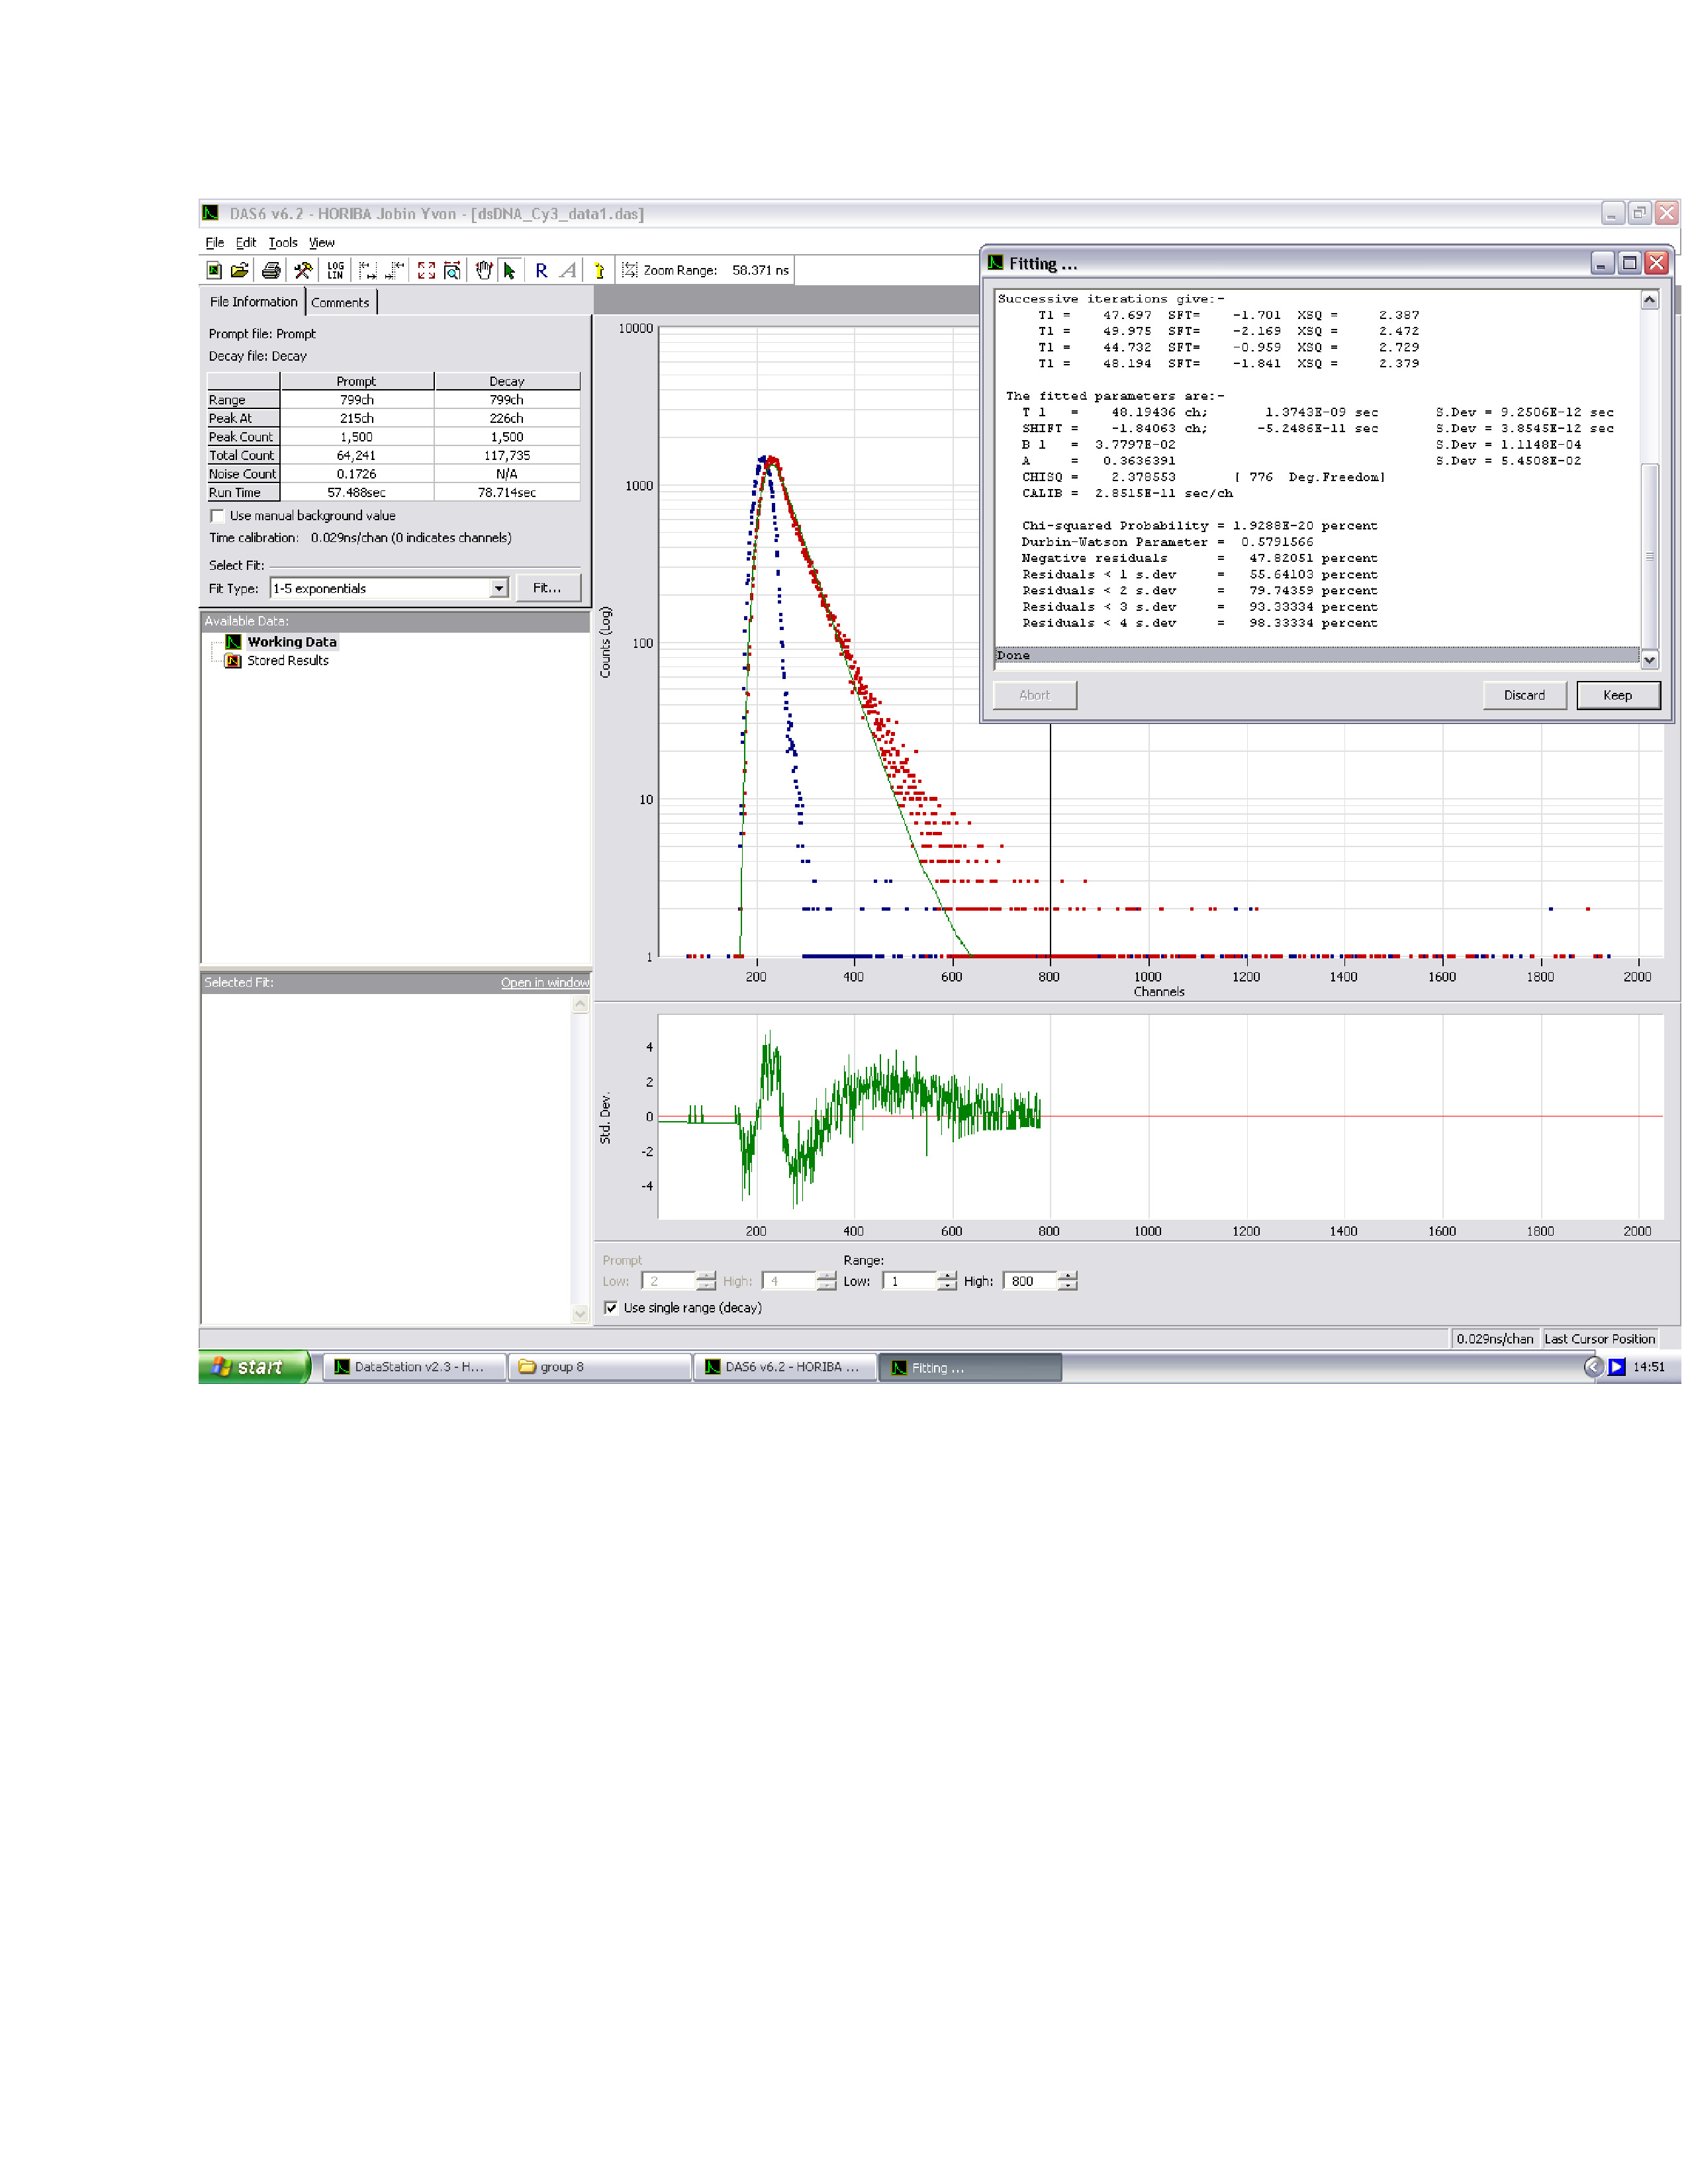 DAS6 v6.2 - HORIBA Jobin Yvon - [dsDNA_Cy3_data1.das]
File Edit Tools View
LOG LIN R A Zoom Range: 58.371 ns
File Information Comments
Prompt file: Prompt
Decay file: Decay
Prompt Decay
Range 799ch 799ch
Peak At 215ch 226ch
Peak Count 1,500 1,500
Total Count 64,241 117,735
Noise Count 0.1726 N/A
Run Time 57.488sec 78.714sec
Use manual background value
Time calibration: 0.029ns/chan (0 indicates channels)
Select Fit:
Fit Type: 1-5 exponentials Fit...
Available Data:
Working Data
Stored Results
Selected Fit: Open in window
10000
1000
100
10
1
Counts (Log)
200 400 600 800 1000 1200 1400 1600 1800 2000
Channels
Fitting ...
Successive iterations give:-
T1 = 47.697 SFT= -1.701 XSQ = 2.387
T1 = 49.975 SFT= -2.169 XSQ = 2.472
T1 = 44.732 SFT= -0.959 XSQ = 2.729
T1 = 48.194 SFT= -1.841 XSQ = 2.379
The fitted parameters are:-
T 1 = 48.19436 ch; 1.3743E-09 sec S.Dev = 9.2506E-12 sec
SHIFT = -1.84063 ch; -5.2486E-11 sec S.Dev = 3.8545E-12 sec
B 1 = 3.7797E-02 S.Dev = 1.1148E-04
A = 0.3636391 S.Dev = 5.4508E-02
CHISQ = 2.378553 [ 776 Deg.Freedom]
CALIB = 2.8515E-11 sec/ch
Chi-squared Probability = 1.9288E-20 percent
Durbin-Watson Parameter = 0.5791566
Negative residuals = 47.82051 percent
Residuals < 1 s.dev = 55.64103 percent
Residuals < 2 s.dev = 79.74359 percent
Residuals < 3 s.dev = 93.33334 percent
Residuals < 4 s.dev = 98.33334 percent
Done
Abort Discard Keep
4
2
0
-2
-4
Std. Dev.
200 400 600 800 1000 1200 1400 1600 1800 2000
Prompt Range:
Low: 2 High: 4 Low: 1 High: 800
Use single range (decay)
0.029ns/chan Last Cursor Position
start DataStation v2.3 - H... group 8 DAS6 v6.2 - HORIBA ... Fitting ... 14:51